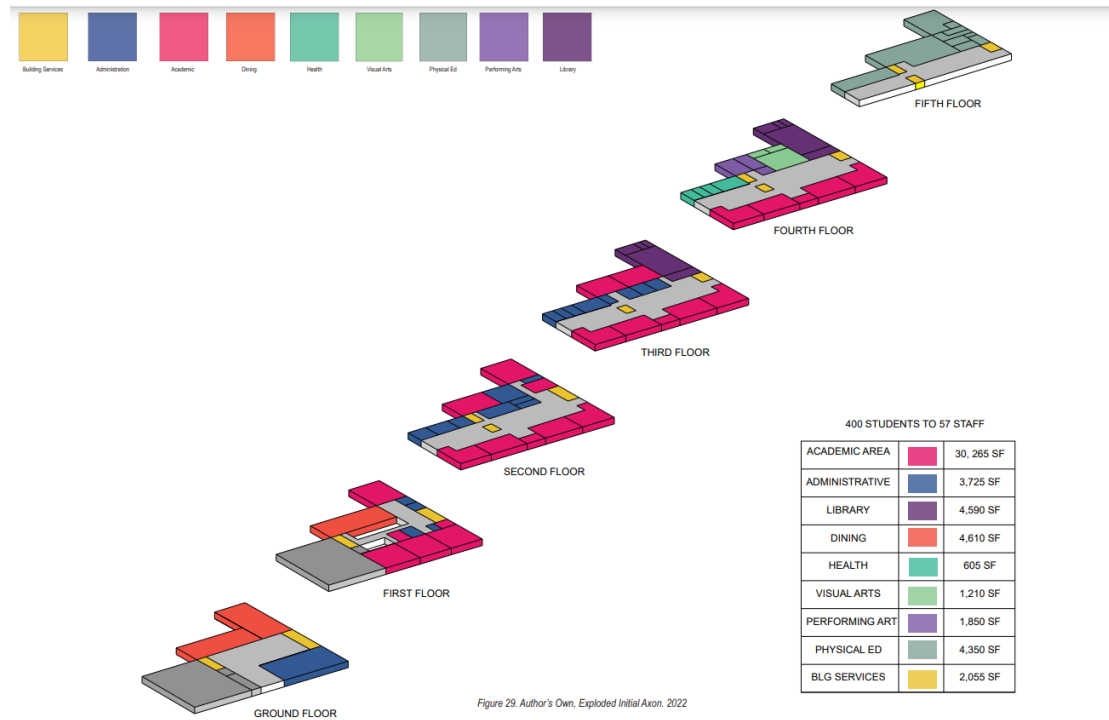 Building Services
Administration
Academic
Dining
Health
Visual Arts
Physical Ed
Performing Arts
Library
FIFTH FLOOR
FOURTH FLOOR
THIRD FLOOR
SECOND FLOOR
FIRST FLOOR
GROUND FLOOR
400 STUDENTS TO 57 STAFF
ACADEMIC AREA 30, 265 SF
ADMINISTRATIVE 3,725 SF
LIBRARY 4,590 SF
DINING 4,610 SF
HEALTH 605 SF
VISUAL ARTS 1,210 SF
PERFORMING ART 1,850 SF
PHYSICAL ED 4,350 SF
BLG SERVICES 2,055 SF
Figure 29. Author's Own, Exploded Initial Axon. 2022